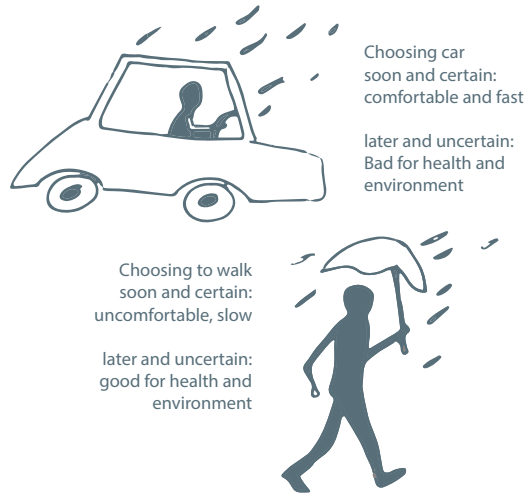 Choosing car
soon and certain:
comfortable and fast
later and uncertain:
Bad for health and
environment
Choosing to walk
soon and certain:
uncomfortable, slow
later and uncertain:
good for health and
environment